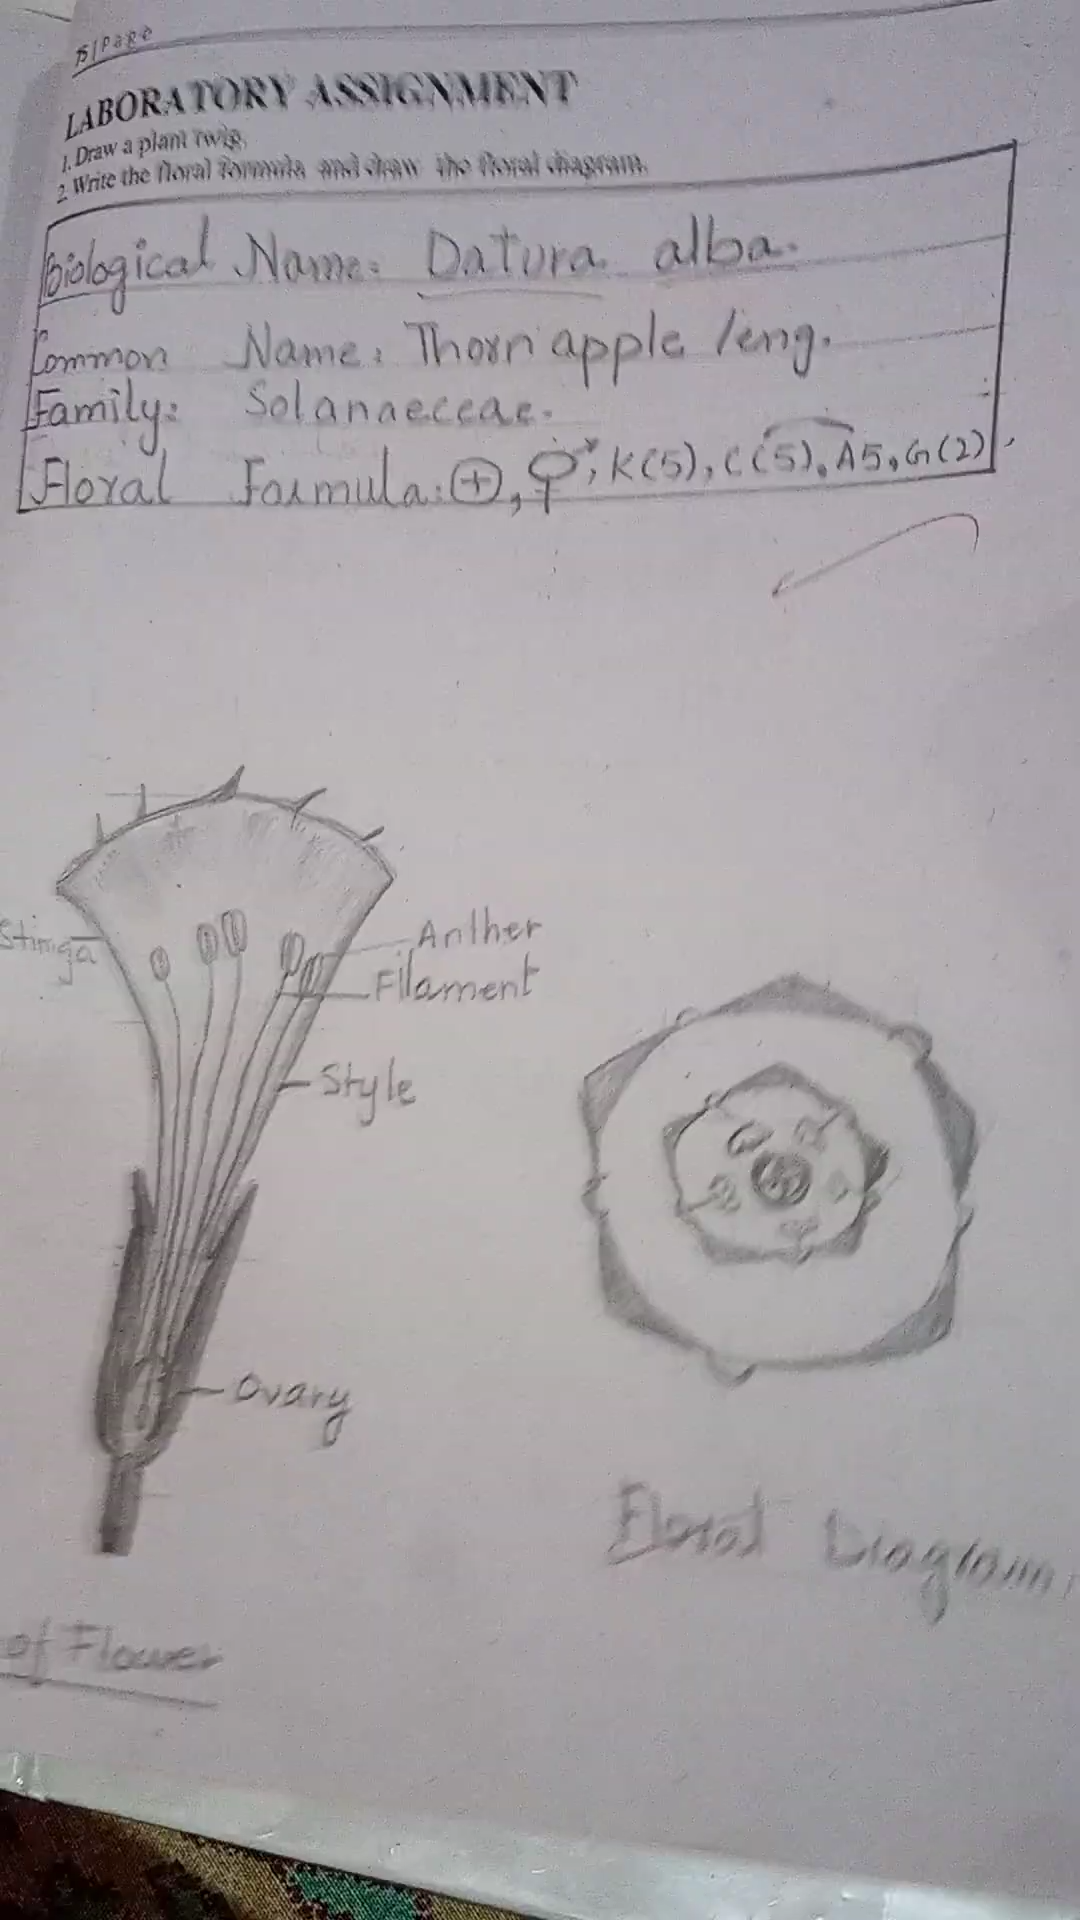 5|Page
LABORATORY ASSIGNMENT
1. Draw a plant twig.
2. Write the floral formula and draw the floral diagram.
Biological Name: Datura alba.
Common Name: Thorn apple /eng.
Family: Solanaeceae.
Floral Formula: ⊕, ⚥, K(5), C(5), A5, G(2)
Stimga
Anther
Filament
Style
Ovary
Floral Diagram
of Flower